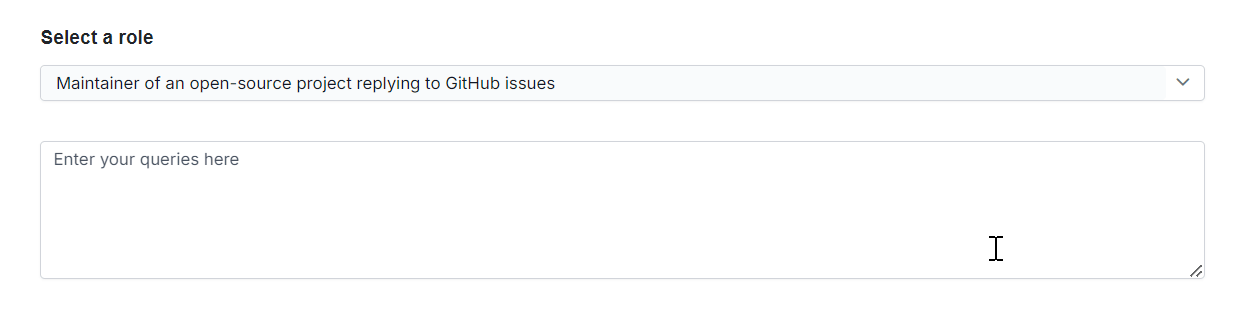 Select a role
Maintainer of an open-source project replying to GitHub issues
Enter your queries here